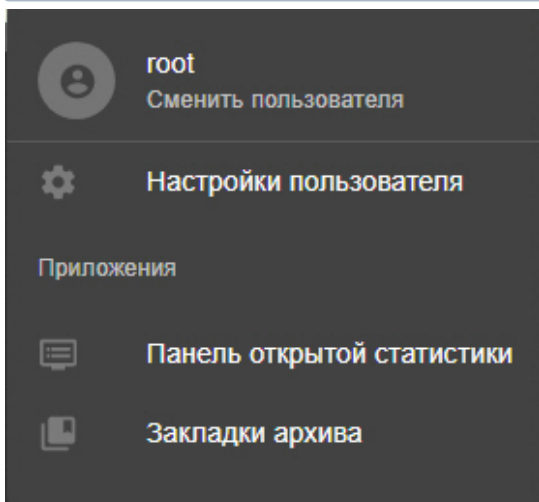 root
Сменить пользователя
Настройки пользователя
Приложения
Панель открытой статистики
Закладки архива